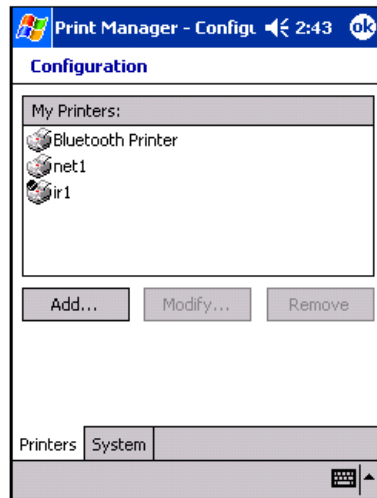 Print Manager - Configu 2:43 ok
Configuration
My Printers:
Bluetooth Printer
net1
ir1
Add... Modify... Remove
Printers System